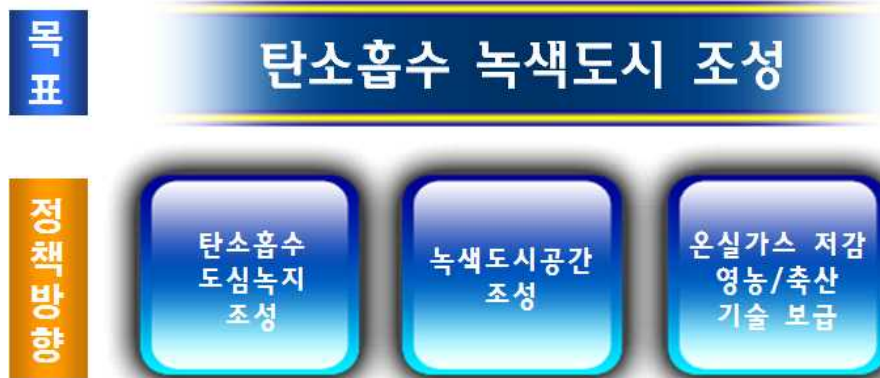 목표
탄소흡수 녹색도시 조성
정책방향
탄소흡수
도심녹지
조성
녹색도시공간
조성
온실가스 저감
영농/축산
기술 보급